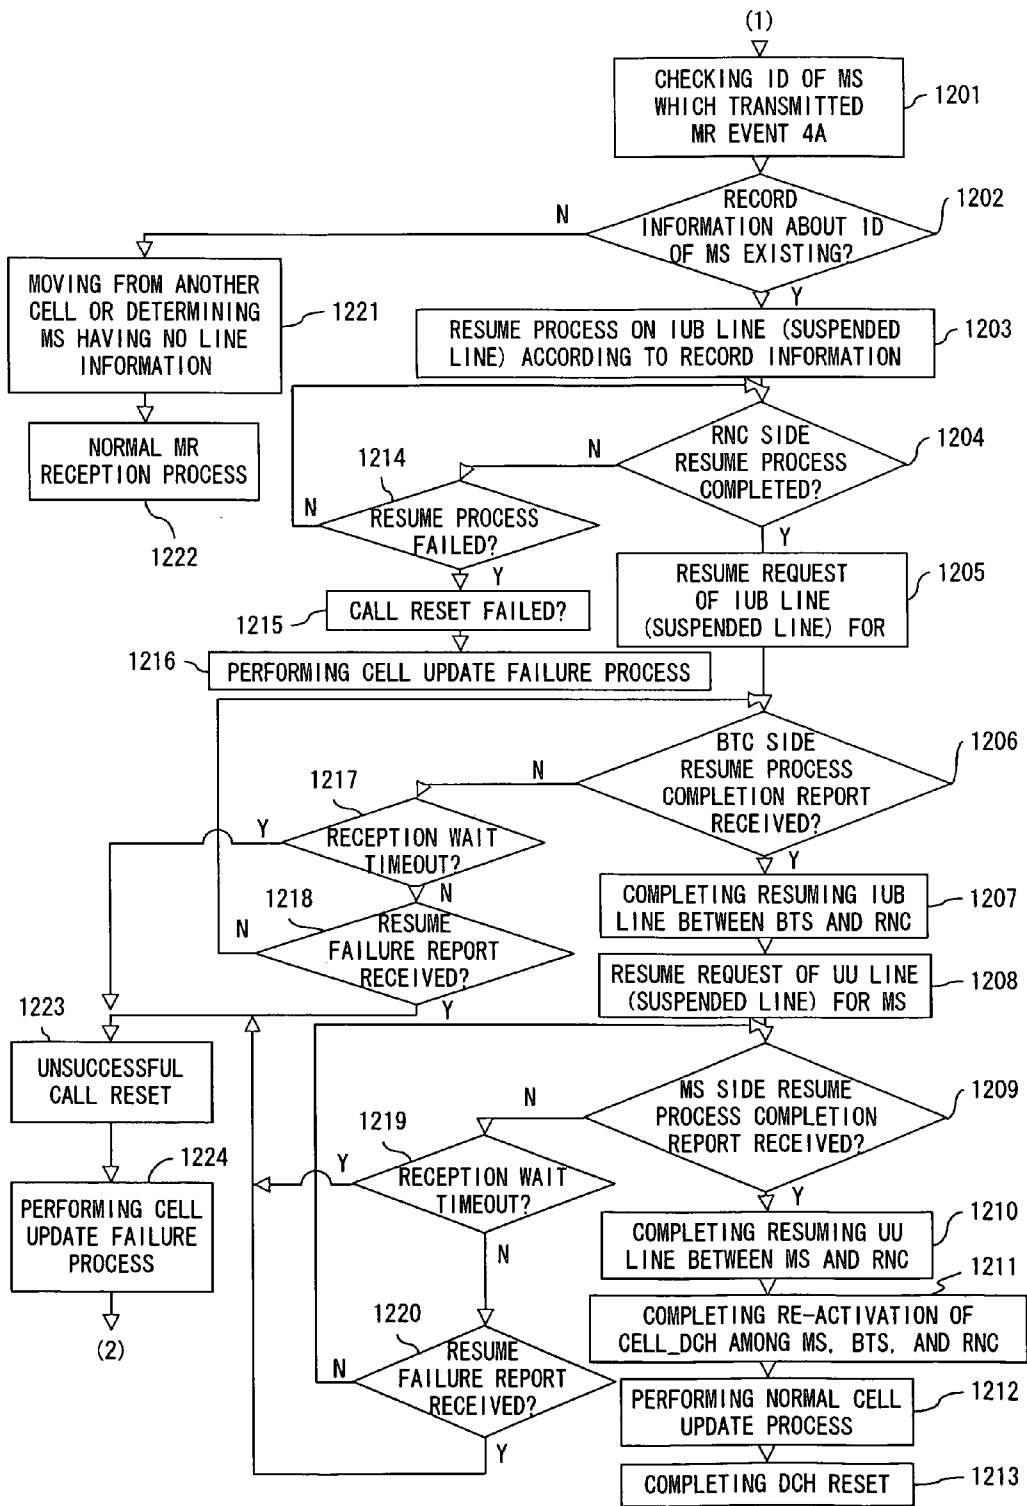 (1)
CHECKING ID OF MS
WHICH TRANSMITTED
MR EVENT 4A
1201
RECORD
INFORMATION ABOUT ID
OF MS EXISTING?
1202
N
Y
MOVING FROM ANOTHER
CELL OR DETERMINING
MS HAVING NO LINE
INFORMATION
1221
NORMAL MR
RECEPTION PROCESS
1222
RESUME PROCESS ON IUB LINE (SUSPENDED
LINE) ACCORDING TO RECORD INFORMATION
1203
RNC SIDE
RESUME PROCESS
COMPLETED?
1204
N
Y
1214
RESUME PROCESS
FAILED?
N
Y
1215
CALL RESET FAILED?
1216
PERFORMING CELL UPDATE FAILURE PROCESS
RESUME REQUEST
OF IUB LINE
(SUSPENDED LINE) FOR
1205
BTC SIDE
RESUME PROCESS
COMPLETION REPORT
RECEIVED?
1206
N
Y
1217
RECEPTION WAIT
TIMEOUT?
Y
N
1218
RESUME
FAILURE REPORT
RECEIVED?
N
Y
COMPLETING RESUMING IUB
LINE BETWEEN BTS AND RNC
1207
RESUME REQUEST OF UU LINE
(SUSPENDED LINE) FOR MS
1208
1223
UNSUCCESSFUL
CALL RESET
1224
PERFORMING CELL
UPDATE FAILURE
PROCESS
(2)
MS SIDE RESUME
PROCESS COMPLETION
REPORT RECEIVED?
1209
N
Y
1219
RECEPTION WAIT
TIMEOUT?
Y
N
1220
RESUME
FAILURE REPORT
RECEIVED?
N
Y
COMPLETING RESUMING UU
LINE BETWEEN MS AND RNC
1210
1211
COMPLETING RE-ACTIVATION OF
CELL_DCH AMONG MS, BTS, AND RNC
PERFORMING NORMAL CELL
UPDATE PROCESS
1212
COMPLETING DCH RESET
1213